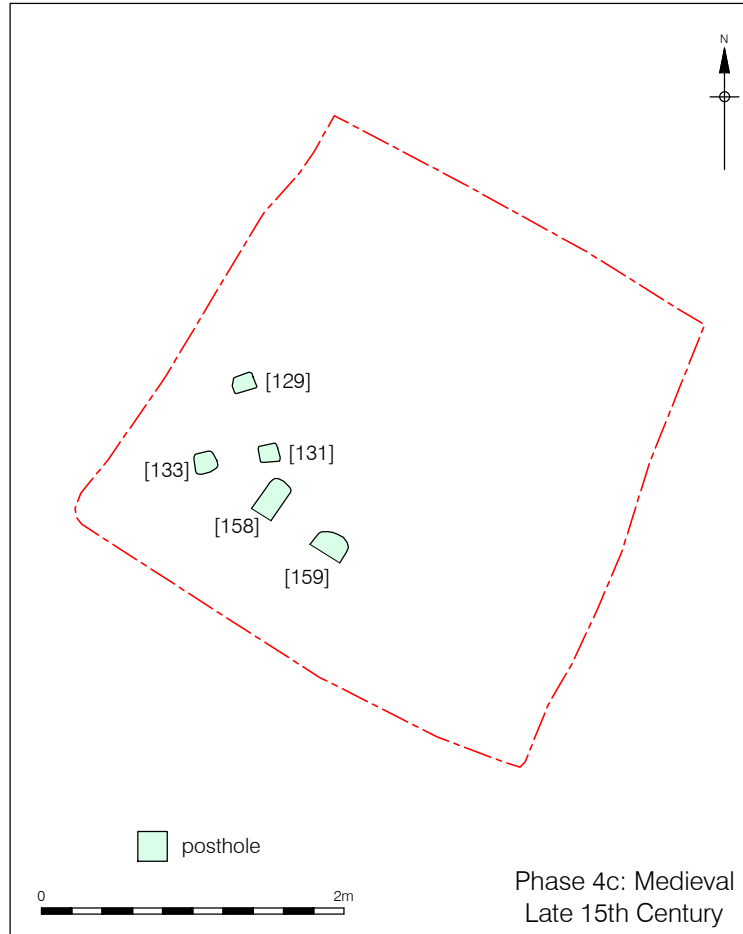 N
[129]
[131]
[133]
[158]
[159]
posthole
0 2m
Phase 4c: Medieval
Late 15th Century